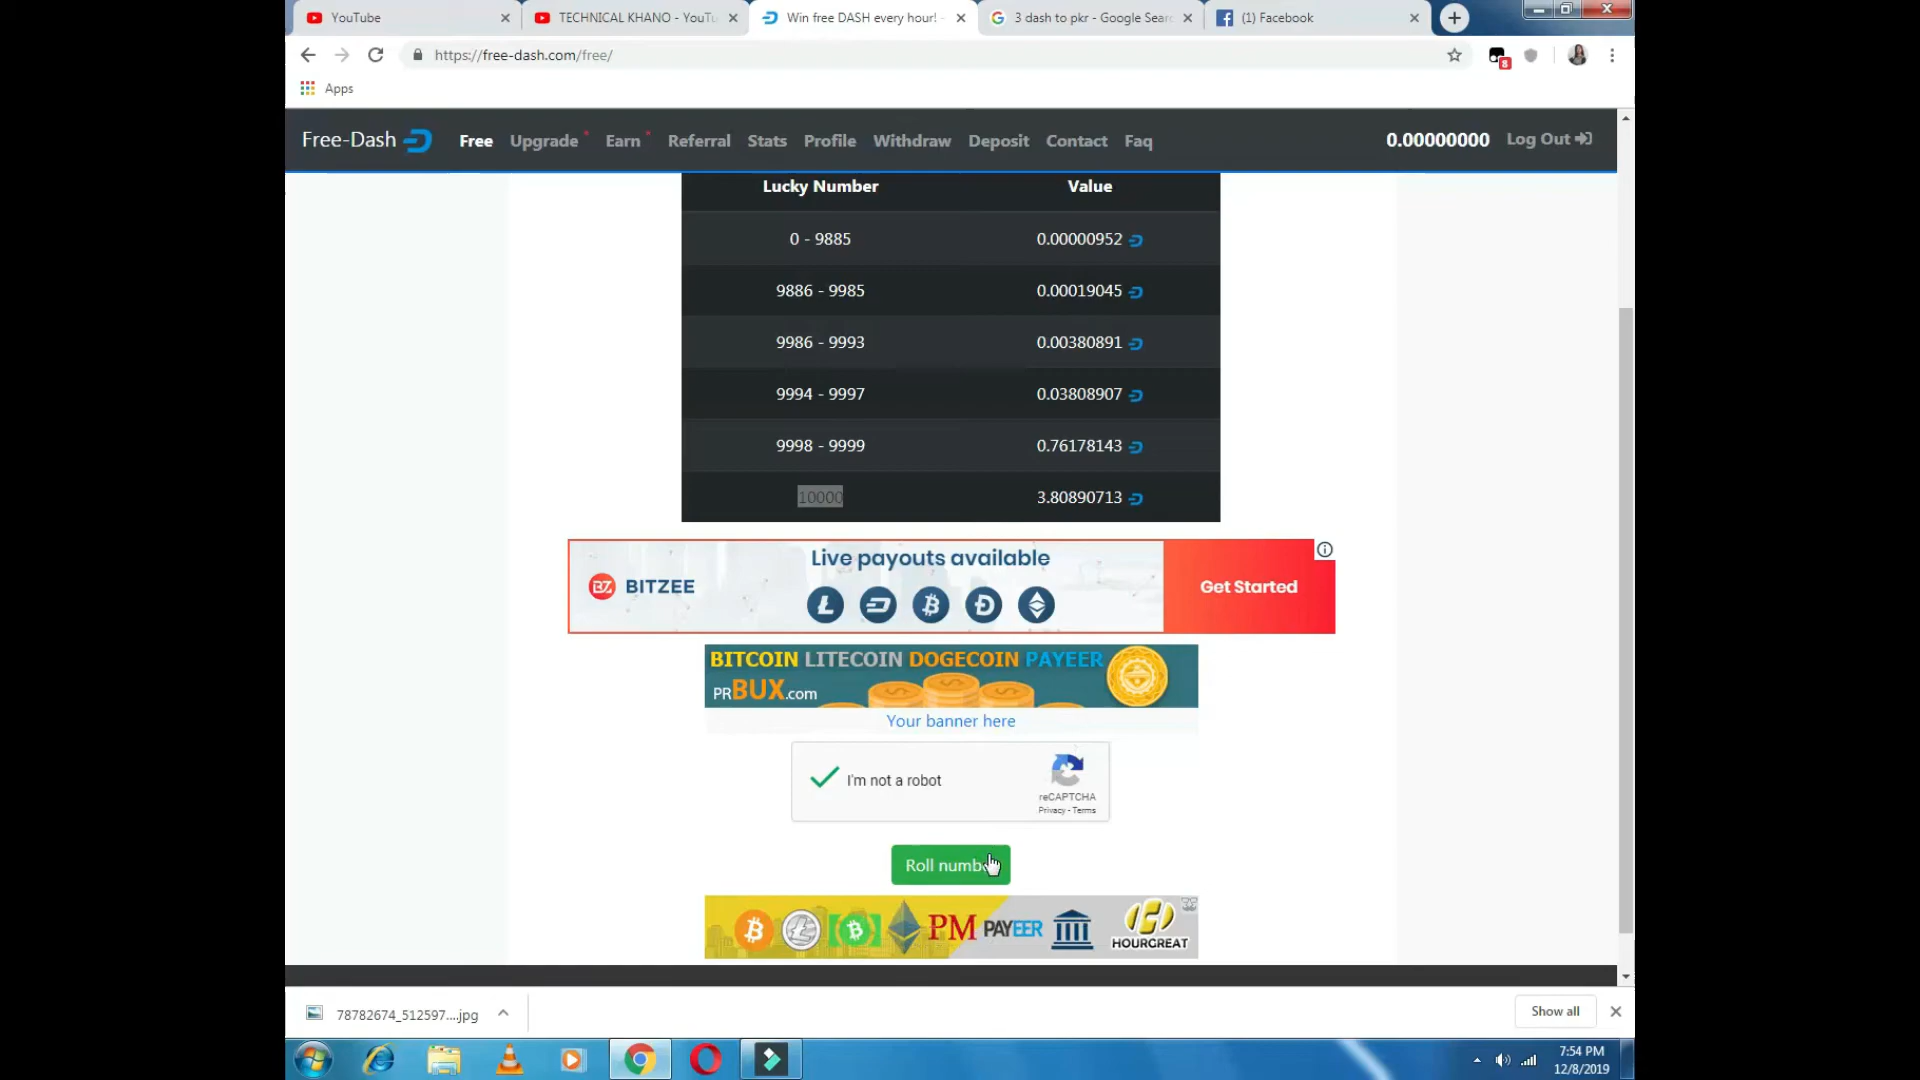 YouTube
TECHNICAL KHANO - YouTu
Win free DASH every hour! -
3 dash to pkr - Google Sear
(1) Facebook
https://free-dash.com/free/
8
Apps
Free-Dash
Free
Upgrade *
Earn *
Referral
Stats
Profile
Withdraw
Deposit
Contact
Faq
0.00000000
Log Out
Lucky Number Value
0 - 9885 0.00000952
9886 - 9985 0.00019045
9986 - 9993 0.00380891
9994 - 9997 0.03808907
9998 - 9999 0.76178143
10000 3.80890713
Live payouts available
BZ BITZEE
Get Started
BITCOIN LITECOIN DOGECOIN PAYEER
PRBUX.com
Your banner here
I'm not a robot
reCAPTCHA
Privacy - Terms
Roll numb
PM PAYEER
HOURGREAT
78782674_512597....jpg
Show all
7:54 PM
12/8/2019